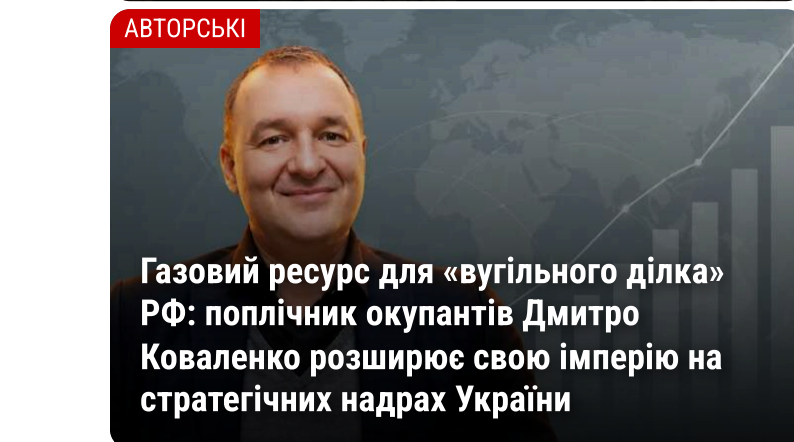 АВТОРСЬКІ
Газовий ресурс для «вугільного ділка»
РФ: поплічник окупантів Дмитро
Коваленко розширює свою імперію на
стратегічних надрах України